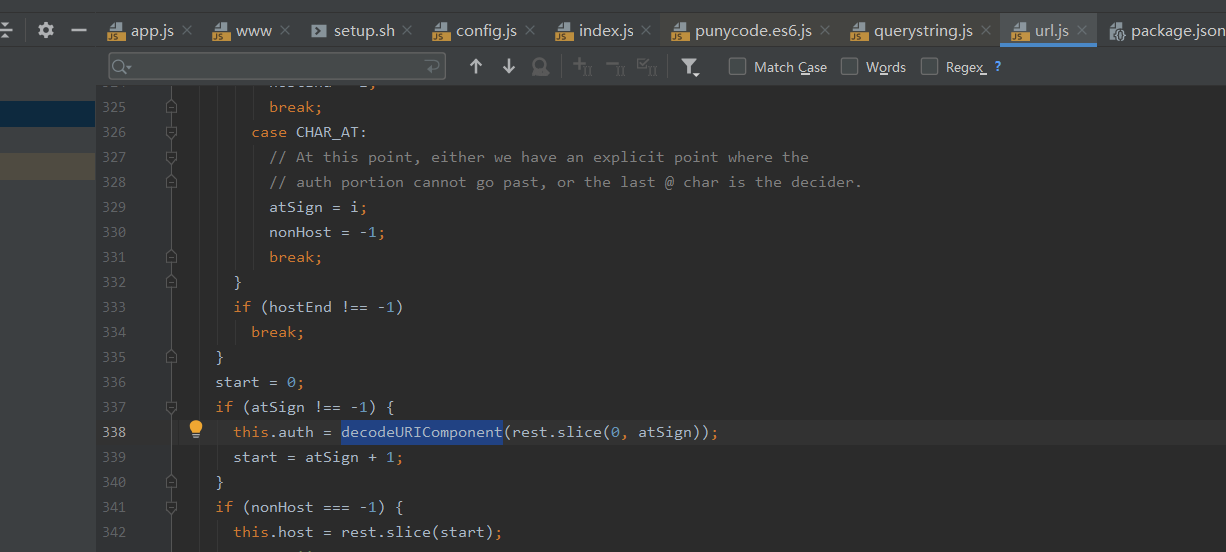 app.js www setup.sh config.js index.js punycode.es6.js querystring.js url.js package.json
Match Case Words Regex ?
325 break;
326 case CHAR_AT:
327 // At this point, either we have an explicit point where the
328 // auth portion cannot go past, or the last @ char is the decider.
329 atSign = i;
330 nonHost = -1;
331 break;
332 }
333 if (hostEnd !== -1)
334 break;
335 }
336 start = 0;
337 if (atSign !== -1) {
338 this.auth = decodeURIComponent(rest.slice(0, atSign));
339 start = atSign + 1;
340 }
341 if (nonHost === -1) {
342 this.host = rest.slice(start);